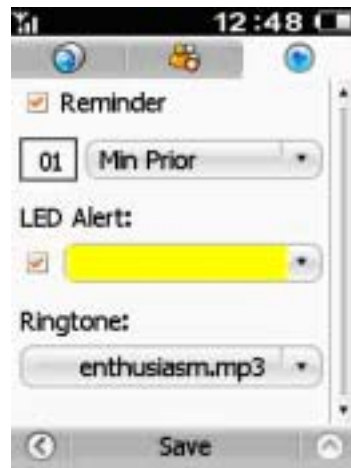 12:48
Reminder
01 Min Prior
LED Alert:
Ringtone:
enthusiasm.mp3
Save